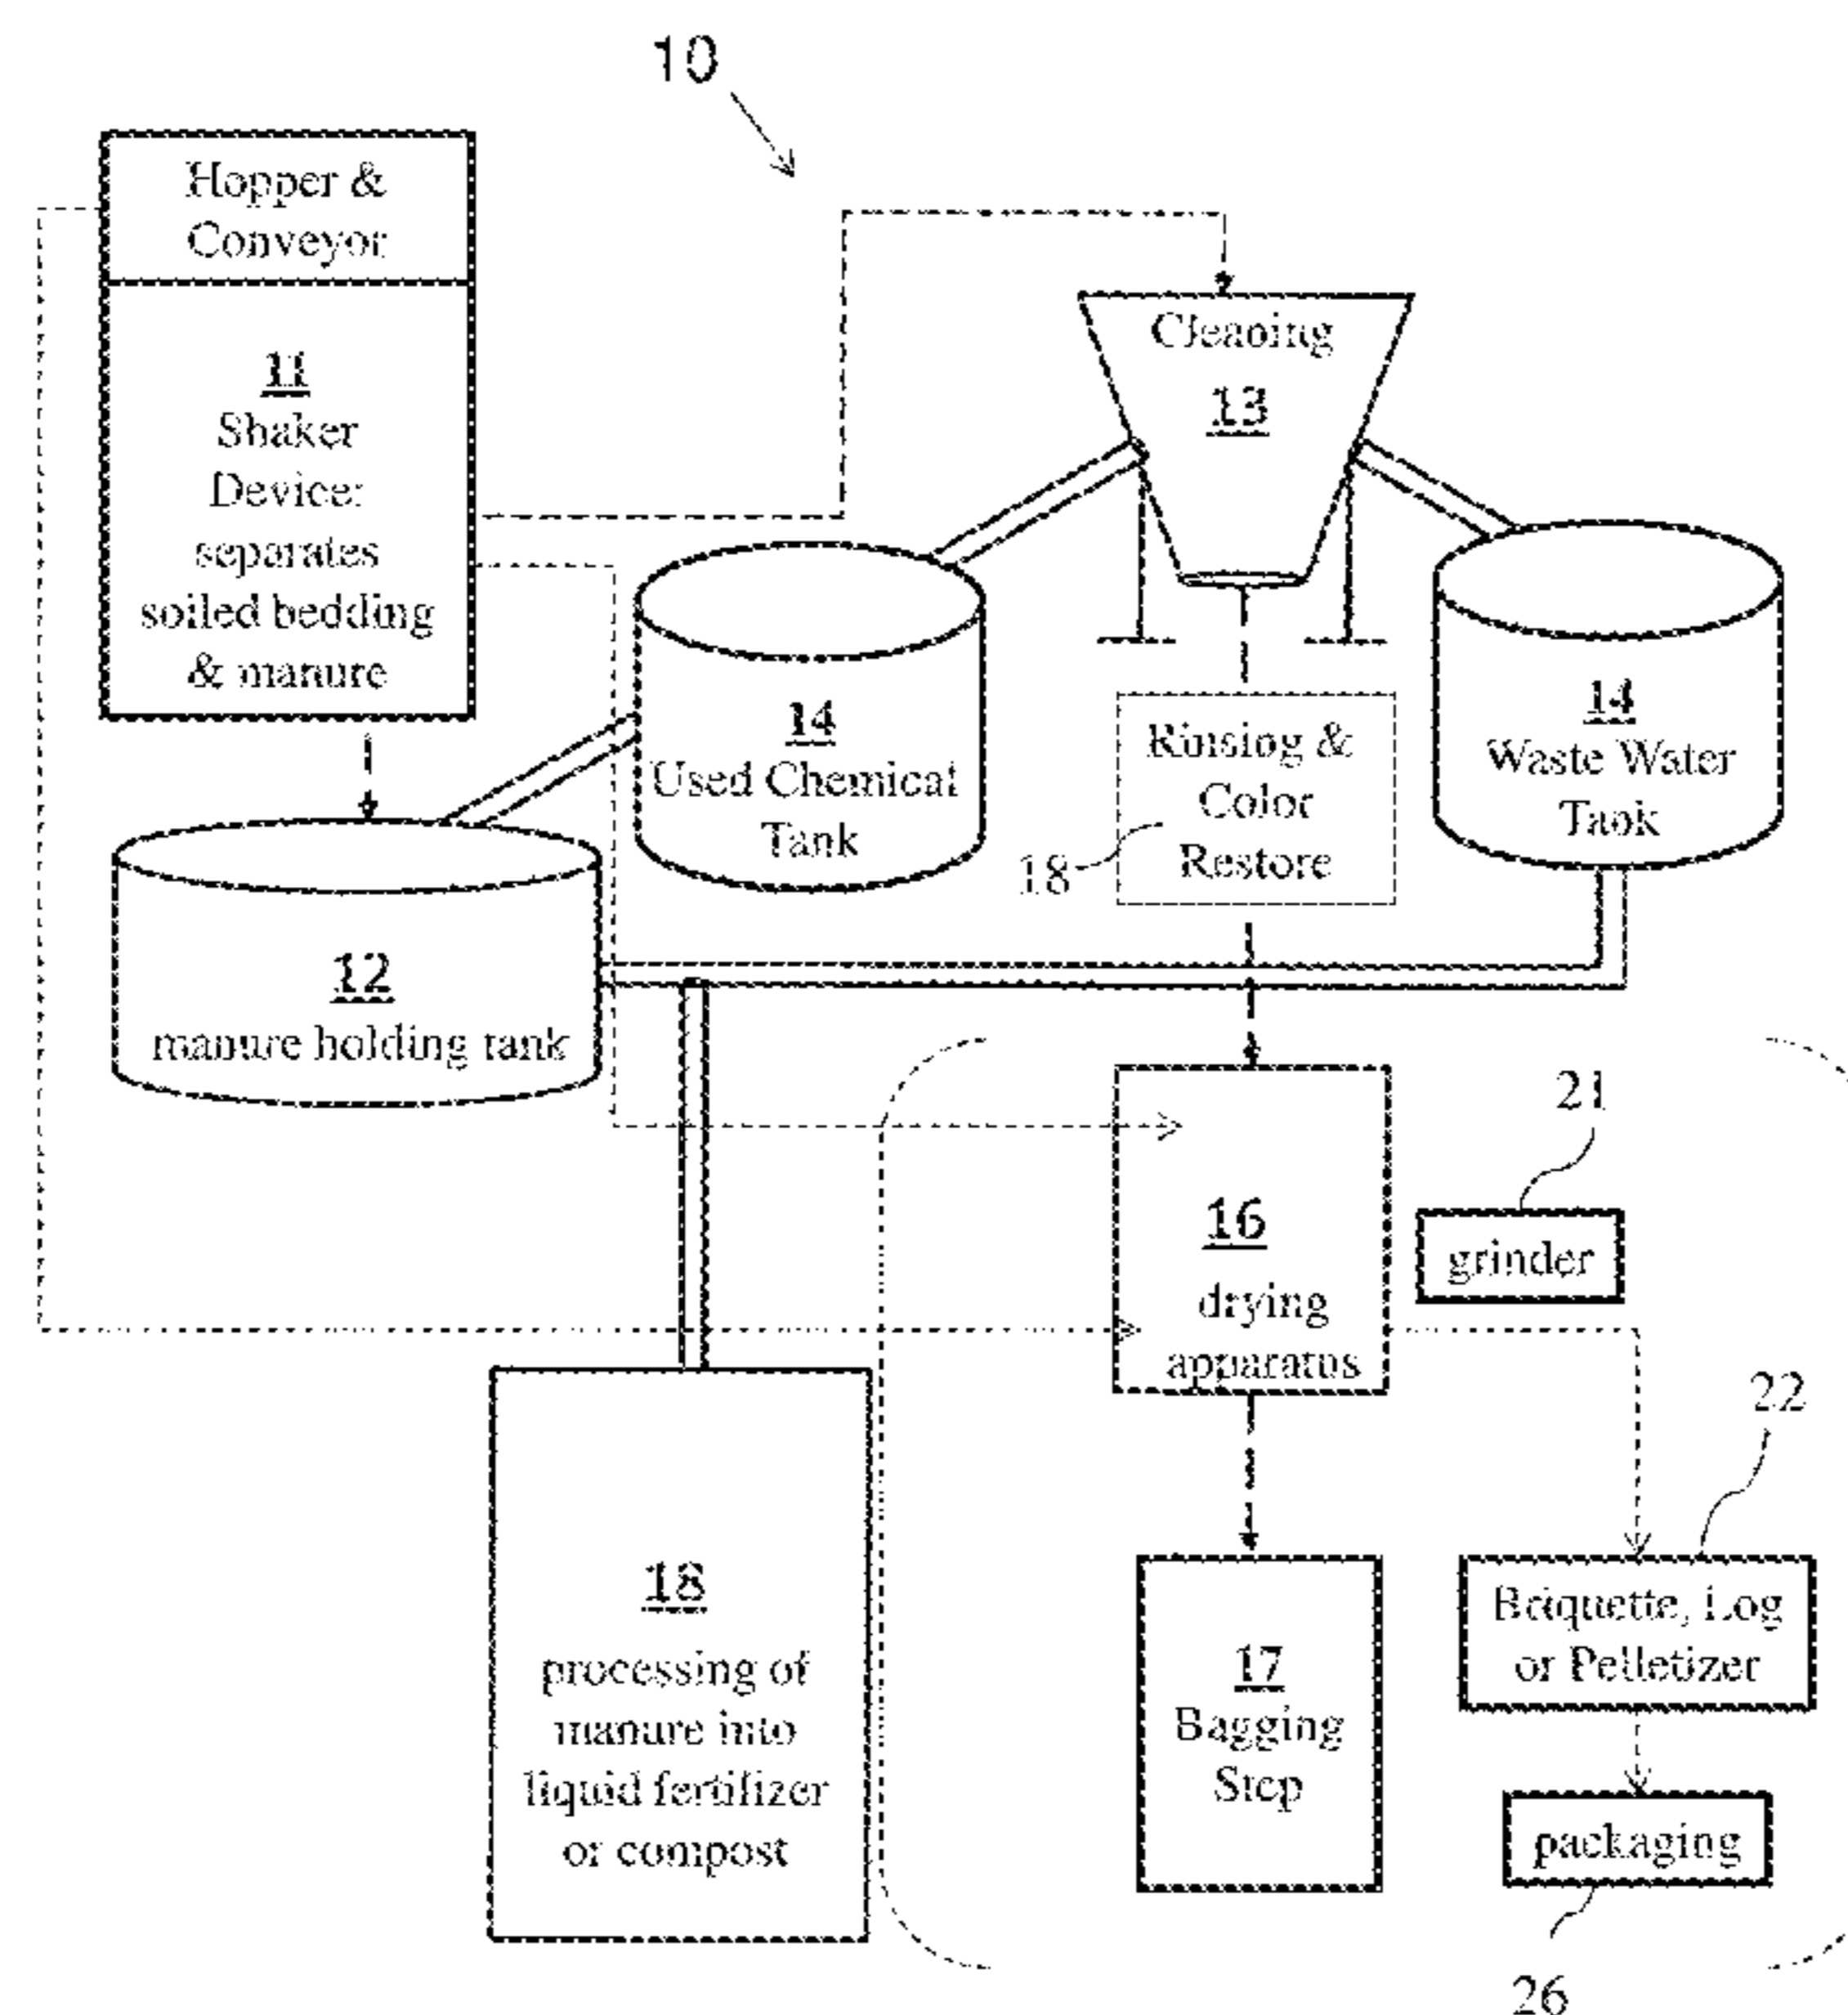 10
Hopper &
Conveyor
11
Shaker
Device:
separates
soiled bedding
& manure
Cleaning
13
14
Used Chemical
Tank
Rinsing &
Color
Restore
18
14
Waste Water
Tank
12
manure holding tank
16
drying
apparatus
21
grinder
22
Briquette, Log
or Pelletizer
18
processing of
manure into
liquid fertilizer
or compost
17
Bagging
Step
packaging
26